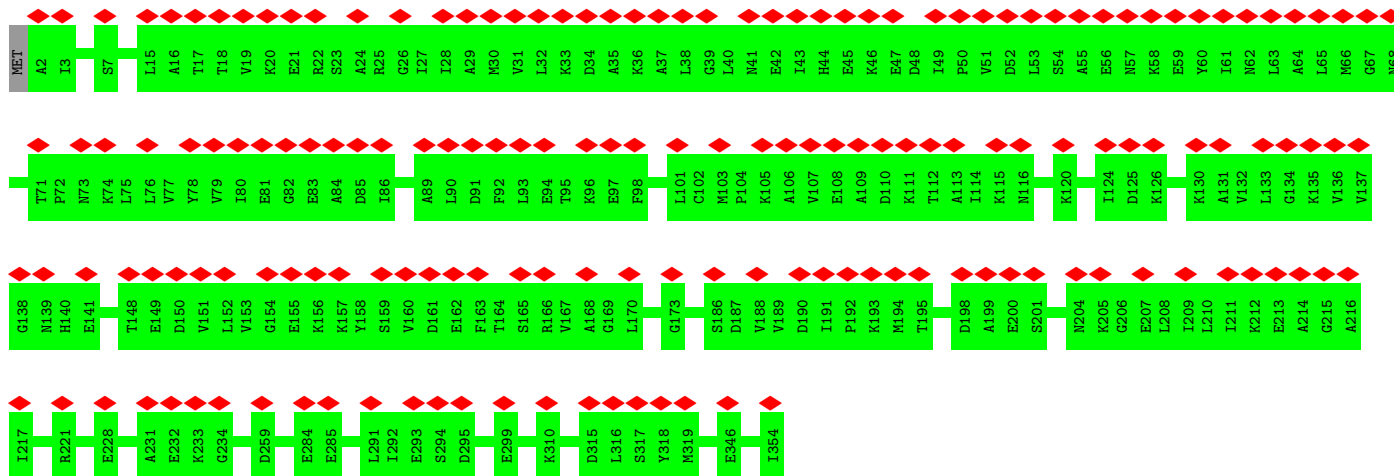 MET A2 I3 S7 L15 A16 T17 T18 V19 K20 E21 R22 S23 A24 R25 G26 I27 I28 A29 M30 V31 L32 K33 D34 A35 K36 A37 L38 G39 L40 N41 E42 I43 H44 E45 K46 E47 D48 I49 P50 V51 D52 L53 S54 A55 E56 N57 K58 E59 Y60 I61 N62 L63 A64 L65 M66 G67 N68
T71 P72 N73 K74 L75 L76 V77 Y78 V79 I80 E81 G82 E83 A84 D85 I86 A89 L90 D91 F92 L93 E94 T95 K96 E97 F98 L101 C102 M103 P104 K105 A106 V107 E108 A109 D110 K111 T112 A113 I114 K115 N116 K120 I124 D125 K126 K130 A131 V132 L133 G134 K135 V136 V137
G138 N139 H140 E141 T148 E149 D150 V151 L152 V153 G154 E155 K156 K157 Y158 S159 V160 D161 E162 F163 T164 S165 R166 V167 A168 G169 L170 G173 S186 D187 V188 V189 D190 I191 P192 K193 M194 T195 D198 A199 E200 S201 N204 K205 G206 E207 L208 I209 L210 I211 K212 E213 A214 G215 A216
I217 R221 E228 A231 E232 K233 G234 D259 E284 E285 L291 I292 E293 S294 D295 E299 K310 D315 L316 S317 Y318 M319 E346 I354